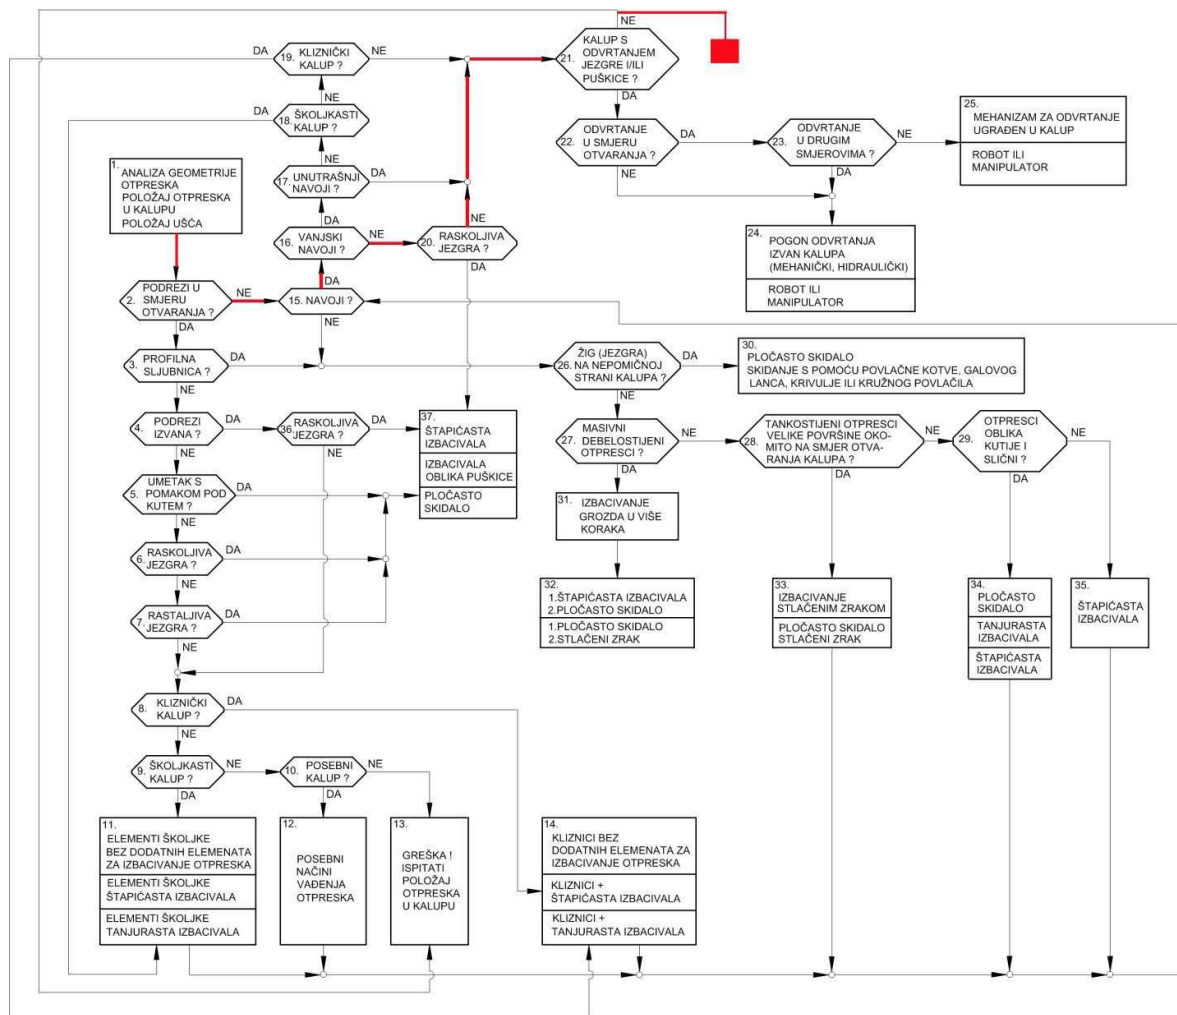 NE
DA
19.
KLIZNIČKI
KALUP ?
NE
21.
KALUP S
ODVRTANJEM
JEZGRE I/ILI
PUŠKICE ?
NE
DA
DA
18.
ŠKOLJKASTI
KALUP ?
22.
ODVRTANJE
U SMJERU
OTVARANJA ?
DA
23.
ODVRTANJE
U DRUGIM
SMJEROVIMA ?
NE
25.
MEHANIZAM ZA ODVRTANJE
UGRAĐEN U KALUP
ROBOT ILI
MANIPULATOR
NE
NE
DA
1.
ANALIZA GEOMETRIJE
OTPRESKA
POLOŽAJ OTPRESKA
U KALUPU
POLOŽAJ UŠĆA
17.
UNUTRAŠNJI
NAVOJI ?
DA
DA
NE
16.
VANJSKI
NAVOJI ?
NE
20.
RASKOLJIVA
JEZGRA ?
DA
24.
POGON ODVRTANJA
IZVAN KALUPA
(MEHANIČKI, HIDRAULIČKI)
ROBOT ILI
MANIPULATOR
DA
2.
PODREZI U
SMJERU
OTVARANJA ?
NE
15.
NAVOJI ?
DA
NE
3.
PROFILNA
SLJUBNICA ?
DA
26.
ŽIG (JEZGRA)
NA NEPOMIČNOJ
STRANI KALUPA ?
DA
30.
PLOČASTO SKIDALO
SKIDANJE S POMOĆU POVLAČNE KOTVE, GALOVOG
LANCA, KRIVULJE ILI KRUŽNOG POVLAČILA
NE
NE
4.
PODREZI
IZVANA ?
DA
36.
RASKOLJIVA
JEZGRA ?
DA
37.
ŠTAPIĆASTA
IZBACIVALA
IZBACIVALA
OBLIKA PUŠKICE
PLOČASTO
SKIDALO
27.
MASIVNI
DEBELOSTIJENI
OTPRESCI ?
NE
28.
TANKOSTIJENI OTPRESCI
VELIKE POVRŠINE OKO-
MITO NA SMJER OTVA-
RANJA KALUPA ?
NE
29.
OTPRESCI
OBLIKA
KUTIJE I
SLIČNI ?
NE
NE
NE
DA
DA
DA
5.
UMETAK S
POMAKOM POD
KUTEM ?
DA
31.
IZBACIVANJE
GROZDA U VIŠE
KORAKA
NE
6.
RASKOLJIVA
JEZGRA ?
DA
NE
32.
1.ŠTAPIĆASTA IZBACIVALA
2.PLOČASTO SKIDALO
1.PLOČASTO SKIDALO
2.STLAČENI ZRAK
33.
IZBACIVANJE
STLAČENIM ZRAKOM
PLOČASTO SKIDALO
STLAČENI ZRAK
34.
PLOČASTO
SKIDALO
TANJURASTA
IZBACIVALA
ŠTAPIĆASTA
IZBACIVALA
35.
ŠTAPIĆASTA
IZBACIVALA
7.
RASTALJIVA
JEZGRA ?
DA
NE
8.
KLIZNIČKI
KALUP ?
DA
NE
9.
ŠKOLJKASTI
KALUP ?
NE
10.
POSEBNI
KALUP ?
NE
DA
DA
11.
ELEMENTI ŠKOLJKE
BEZ DODATNIH ELEMENATA
ZA IZBACIVANJE OTPRESKA
ELEMENTI ŠKOLJKE
ŠTAPIĆASTA IZBACIVALA
ELEMENTI ŠKOLJKE
TANJURASTA IZBACIVALA
12.
POSEBNI
NAČINI
VAĐENJA
OTPRESKA
13.
GREŠKA !
ISPITATI
POLOŽAJ
OTPRESKA
U KALUPU
14.
KLIZNICI BEZ
DODATNIH ELEMENATA ZA
IZBACIVANJE OTPRESKA
KLIZNICI +
ŠTAPIĆASTA IZBACIVALA
KLIZNICI +
TANJURASTA IZBACIVALA